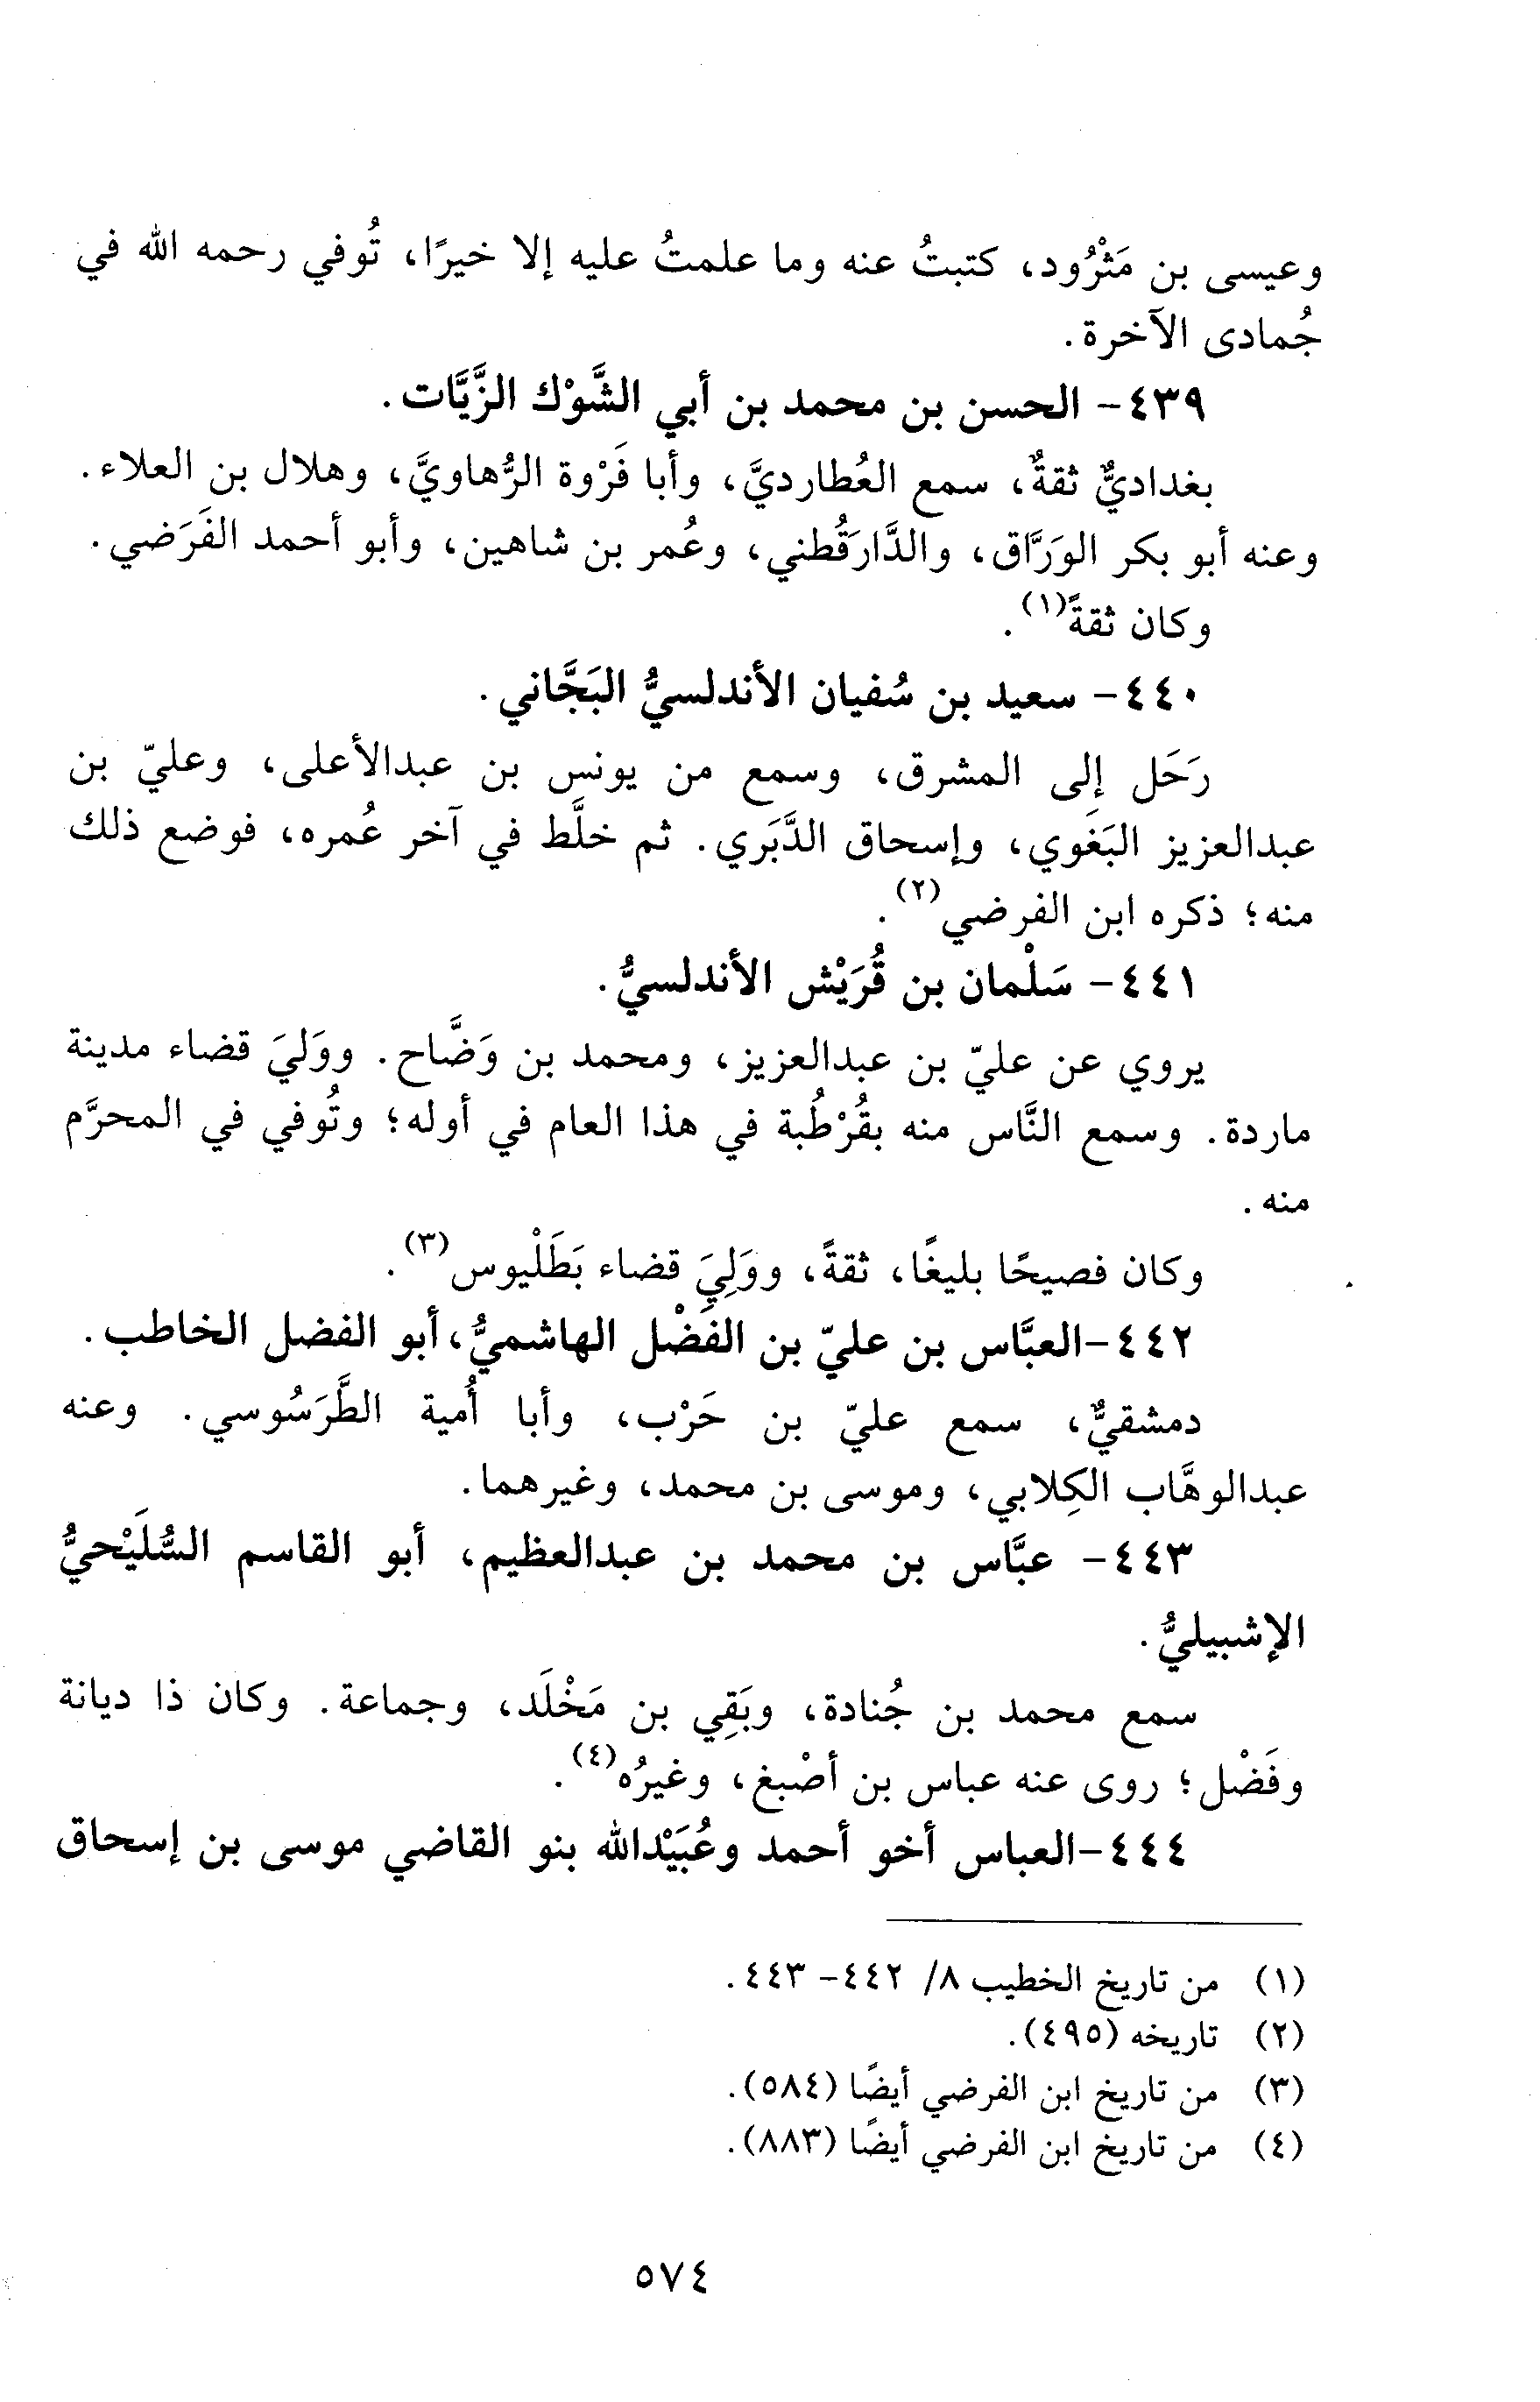 وعيسى بن مَثْرُود، كتبتُ عنه وما علمتُ عليه إلا خيرًا، تُوفي رحمه الله في
جُمادى الآخرة.
٤٣٩- الحسن بن محمد بن أبي الشَّوْك الزَّيَّات.
بغداديٌّ ثقةٌ، سمع العُطارديَّ، وأبا فَرْوة الرُّهاويَّ، وهلال بن العلاء.
وعنه أبو بكر الوَرَّاق، والدَّارَقُطني، وعُمر بن شاهين، وأبو أحمد الفَرَضي.
وكان ثقةً(١).
٤٤٠- سعيد بن سُفيان الأندلسيُّ البَجَّاني.
رَحَل إلى المشرق، وسمع من يونس بن عبدالأعلى، وعليّ بن
عبدالعزيز البَغَوي، وإسحاق الدَّبَري. ثم خلَّط في آخر عُمره، فوضع ذلك
منه؛ ذكره ابن الفرضي(٢).
٤٤١- سَلْمان بن قُرَيْش الأندلسيُّ.
يروي عن عليّ بن عبدالعزيز، ومحمد بن وَضَّاح. ووَليَ قضاء مدينة
ماردة. وسمع النَّاس منه بقُرْطُبة في هذا العام في أوله؛ وتُوفي في المحرَّم
منه.
وكان فصيحًا بليغًا، ثقةً، ووَلِيَ قضاء بَطَلْيوس(٣).
٤٤٢-العبَّاس بن عليّ بن الفَضْل الهاشميُّ،أبو الفضل الخاطب.
دمشقيٌّ، سمع عليّ بن حَرْب، وأبا أُمية الطَّرَسُوسي. وعنه
عبدالوهَّاب الكِلابي، وموسى بن محمد، وغيرهما.
٤٤٣- عبَّاس بن محمد بن عبدالعظيم، أبو القاسم السُّلَيْحيُّ
الإشبيليُّ.
سمع محمد بن جُنادة، وبَقِي بن مَخْلَد، وجماعة. وكان ذا ديانة
وفَضْل؛ روى عنه عباس بن أصْبغ، وغيرُه(٤).
٤٤٤-العباس أخو أحمد وعُبَيْدالله بنو القاضي موسى بن إسحاق
(١) من تاريخ الخطيب ٨/ ٤٤٢- ٤٤٣.
(٢) تاريخه (٤٩٥).
(٣) من تاريخ ابن الفرضي أيضًا (٥٨٤).
(٤) من تاريخ ابن الفرضي أيضًا (٨٨٣).
٥٧٤